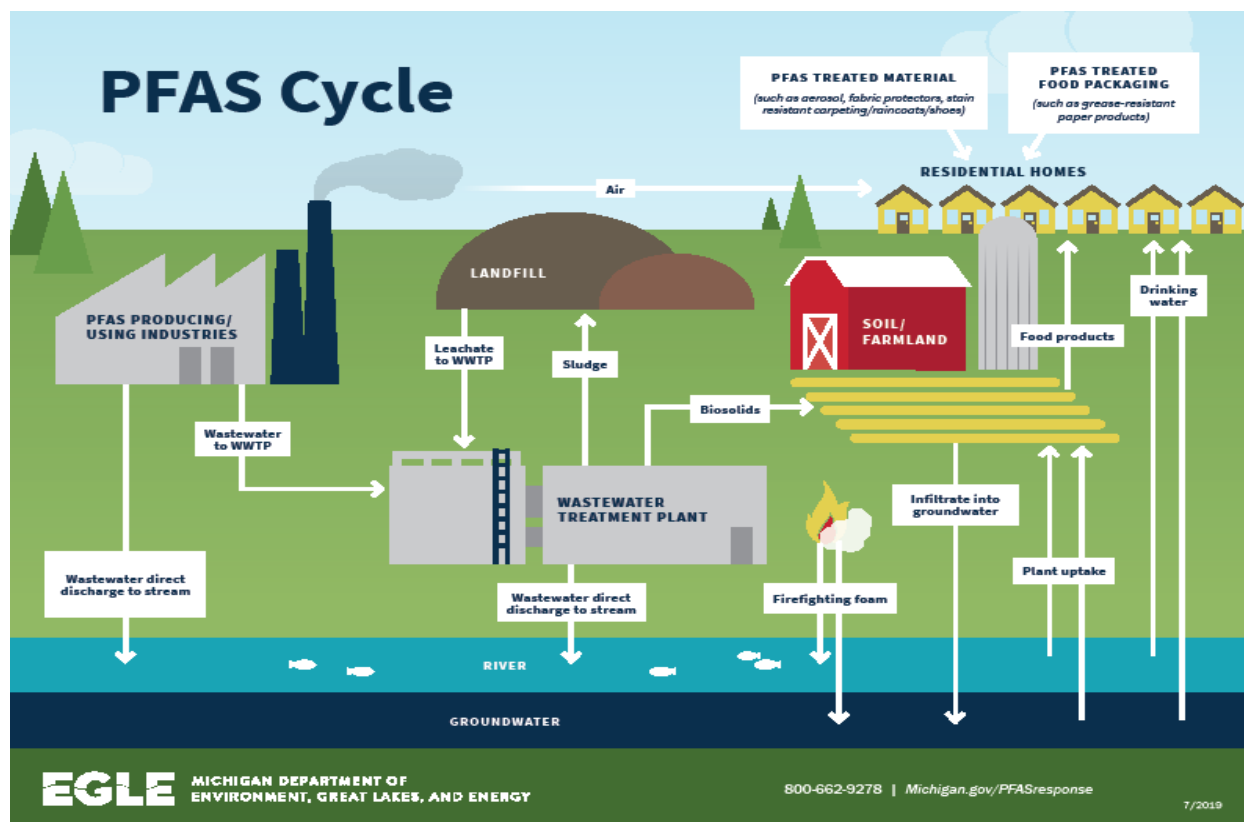 PFAS Cycle
PFAS TREATED MATERIAL
(such as aerosol, fabric protectors, stain
resistant carpeting/raincoats/shoes)
PFAS TREATED
FOOD PACKAGING
(such as grease-resistant
paper products)
RESIDENTIAL HOMES
Air
LANDFILL
PFAS PRODUCING/
USING INDUSTRIES
SOIL/
FARMLAND
Drinking
water
Food products
Leachate
to WWTP
Sludge
Biosolids
Wastewater
to WWTP
WASTEWATER
TREATMENT PLANT
Infiltrate into
groundwater
Plant uptake
Wastewater direct
discharge to stream
Wastewater direct
discharge to stream
Firefighting foam
RIVER
GROUNDWATER
EGLE
MICHIGAN DEPARTMENT OF
ENVIRONMENT, GREAT LAKES, AND ENERGY
800-662-9278 | Michigan.gov/PFASresponse
7/2019